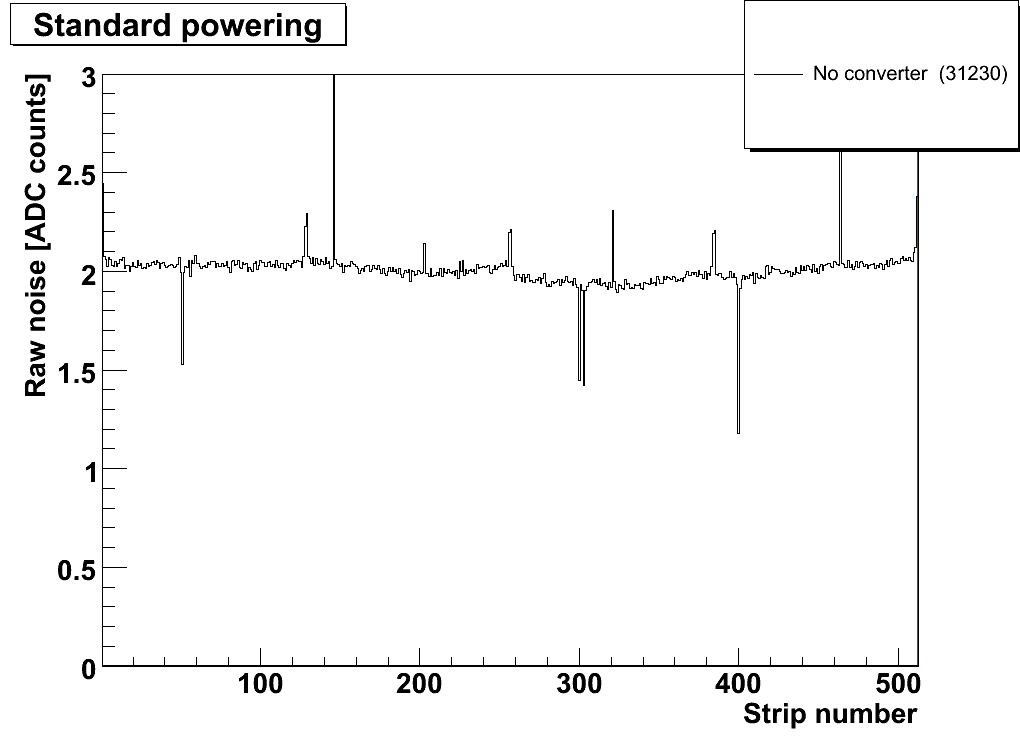 Standard powering
No converter (31230)
Raw noise [ADC counts]
3
2.5
2
1.5
1
0.5
0
100 200 300 400 500
Strip number